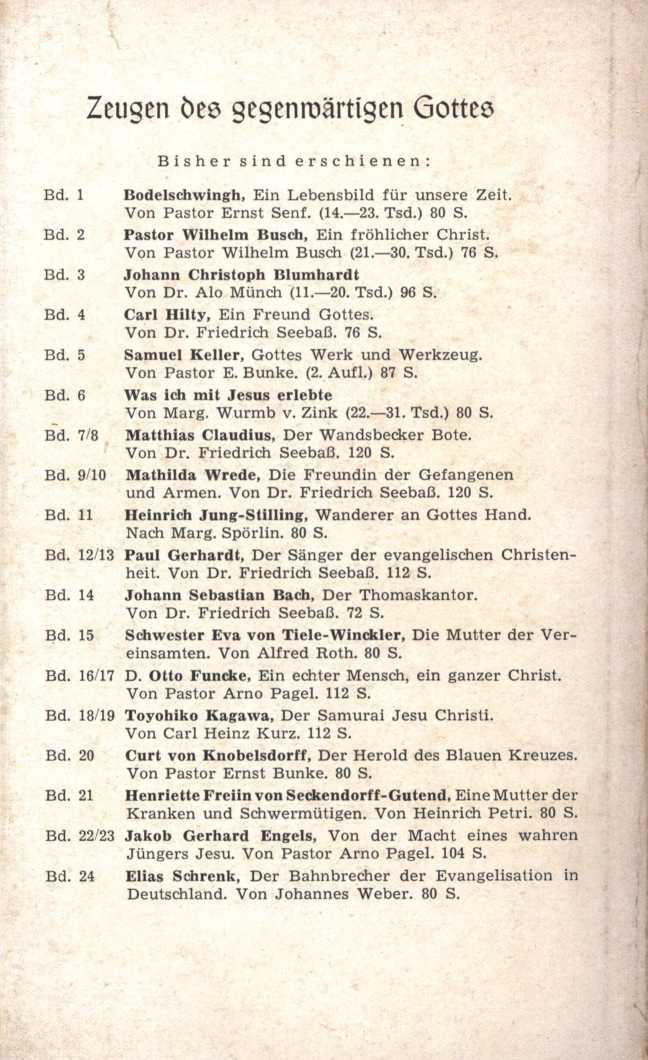 Zeugen des gegenwärtigen Gottes
Bisher sind erschienen:
Bd. 1 Bodelschwingh, Ein Lebensbild für unsere Zeit.
Von Pastor Ernst Senf. (14.—23. Tsd.) 80 S.
Bd. 2 Pastor Wilhelm Busch, Ein fröhlicher Christ.
Von Pastor Wilhelm Busch (21.—30. Tsd.) 76 S.
Bd. 3 Johann Christoph Blumhardt
Von Dr. Alo Münch (11.—20. Tsd.) 96 S.
Bd. 4 Carl Hilty, Ein Freund Gottes.
Von Dr. Friedrich Seebaß. 76 S.
Bd. 5 Samuel Keller, Gottes Werk und Werkzeug.
Von Pastor E. Bunke. (2. Aufl.) 87 S.
Bd. 6 Was ich mit Jesus erlebte
Von Marg. Wurmb v. Zink (22.—31. Tsd.) 80 S.
Bd. 7/8 Matthias Claudius, Der Wandsbecker Bote.
Von Dr. Friedrich Seebaß. 120 S.
Bd. 9/10 Mathilda Wrede, Die Freundin der Gefangenen
und Armen. Von Dr. Friedrich Seebaß. 120 S.
Bd. 11 Heinrich Jung-Stilling, Wanderer an Gottes Hand.
Nach Marg. Spörlin. 80 S.
Bd. 12/13 Paul Gerhardt, Der Sänger der evangelischen Christen-
heit. Von Dr. Friedrich Seebaß. 112 S.
Bd. 14 Johann Sebastian Bach, Der Thomaskantor.
Von Dr. Friedrich Seebaß. 72 S.
Bd. 15 Schwester Eva von Tiele-Winckler, Die Mutter der Ver-
einsamten. Von Alfred Roth. 80 S.
Bd. 16/17 D. Otto Funcke, Ein echter Mensch, ein ganzer Christ.
Von Pastor Arno Pagel. 112 S.
Bd. 18/19 Toyohiko Kagawa, Der Samurai Jesu Christi.
Von Carl Heinz Kurz. 112 S.
Bd. 20 Curt von Knobelsdorff, Der Herold des Blauen Kreuzes.
Von Pastor Ernst Bunke. 80 S.
Bd. 21 Henriette Freiin von Seckendorff-Gutend, Eine Mutter der
Kranken und Schwermütigen. Von Heinrich Petri. 80 S.
Bd. 22/23 Jakob Gerhard Engels, Von der Macht eines wahren
Jüngers Jesu. Von Pastor Arno Pagel. 104 S.
Bd. 24 Elias Schrenk, Der Bahnbrecher der Evangelisation in
Deutschland. Von Johannes Weber. 80 S.